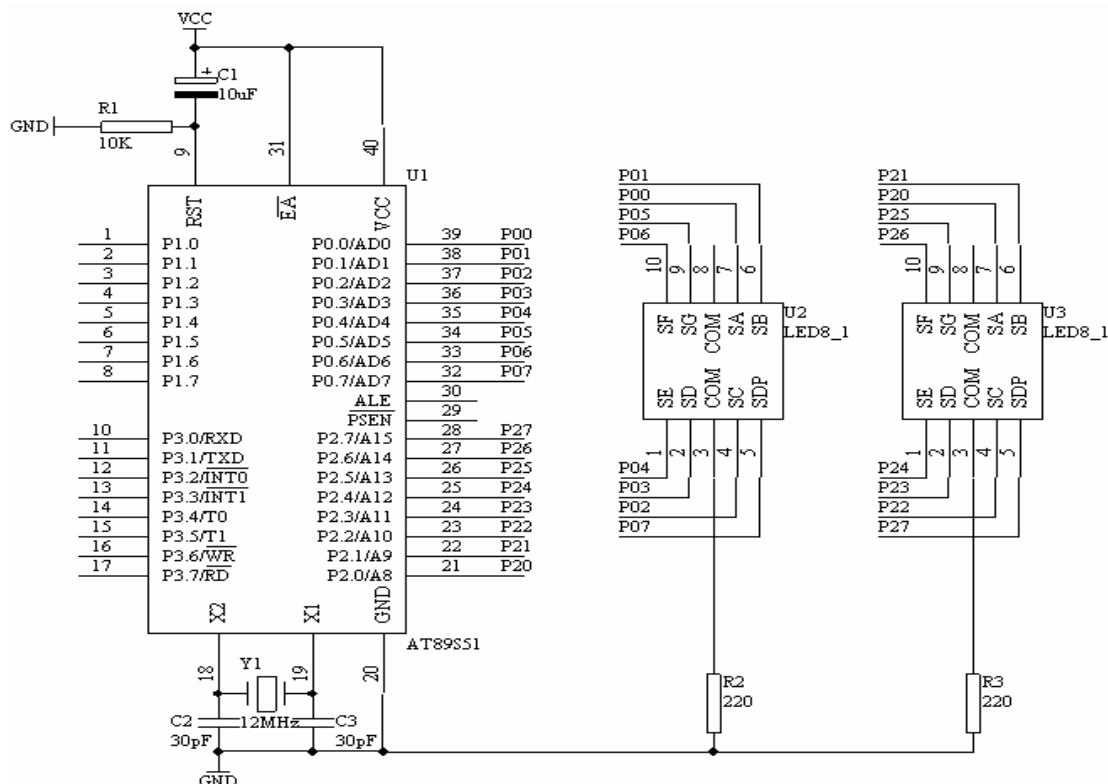 VCC
C1
10uF
R1
GND
10K
9
31
40
U1
RST
EA
VCC
1 P1.0 P0.0/AD0 39 P00
2 P1.1 P0.1/AD1 38 P01
3 P1.2 P0.2/AD2 37 P02
4 P1.3 P0.3/AD3 36 P03
5 P1.4 P0.4/AD4 35 P04
6 P1.5 P0.5/AD5 34 P05
7 P1.6 P0.6/AD6 33 P06
8 P1.7 P0.7/AD7 32 P07
ALE 30
PSEN 29
10 P3.0/RXD P2.7/A15 28 P27
11 P3.1/TXD P2.6/A14 27 P26
12 P3.2/INT0 P2.5/A13 26 P25
13 P3.3/INT1 P2.4/A12 25 P24
14 P3.4/T0 P2.3/A11 24 P23
15 P3.5/T1 P2.2/A10 23 P22
16 P3.6/WR P2.1/A9 22 P21
17 P3.7/RD P2.0/A8 21 P20
X2
X1
GND
AT89S51
18
Y1
19
20
C2
12MHz
C3
30pF
30pF
GND
P01
P00
P05
P06
10 9 8 7 6
U2
LED8_1
SF SG COM SA SB
SE SD COM SC SDP
1 2 3 4 5
P04
P03
P02
P07
R2
220
P21
P20
P25
P26
10 9 8 7 6
U3
LED8_1
SF SG COM SA SB
SE SD COM SC SDP
1 2 3 4 5
P24
P23
P22
P27
R3
220